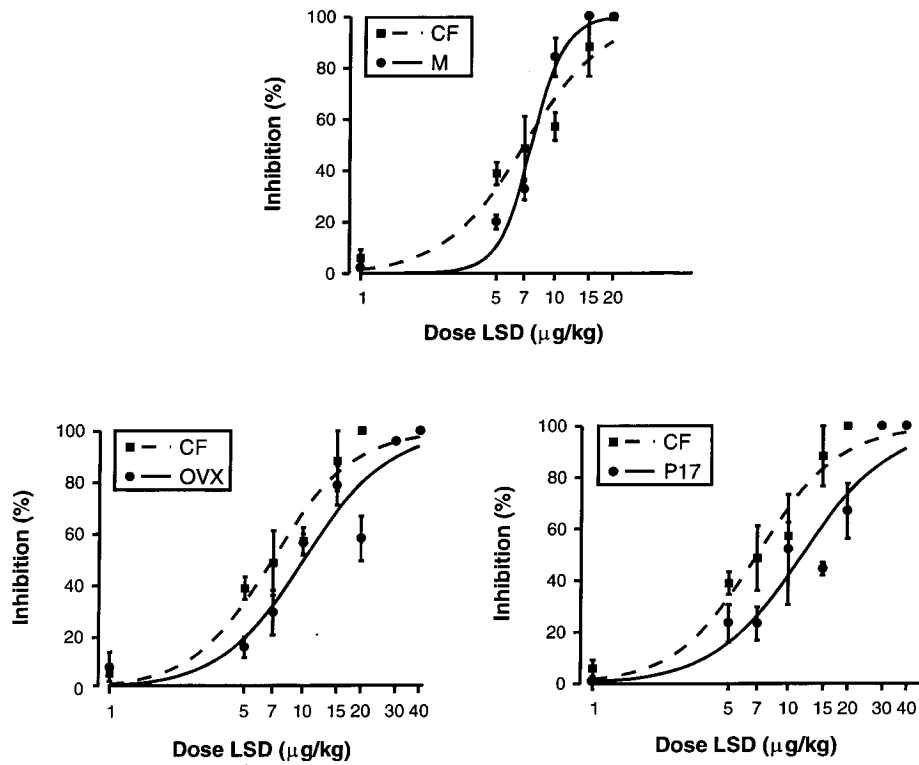 100
80
60
40
20
0
Inhibition (%)
CF
M
1 5 7 10 15 20
Dose LSD (μg/kg)
100
80
60
40
20
0
Inhibition (%)
CF
OVX
1 5 7 10 15 20 30 40
Dose LSD (μg/kg)
100
80
60
40
20
0
Inhibition (%)
CF
P17
1 5 7 10 15 20 30 40
Dose LSD (μg/kg)